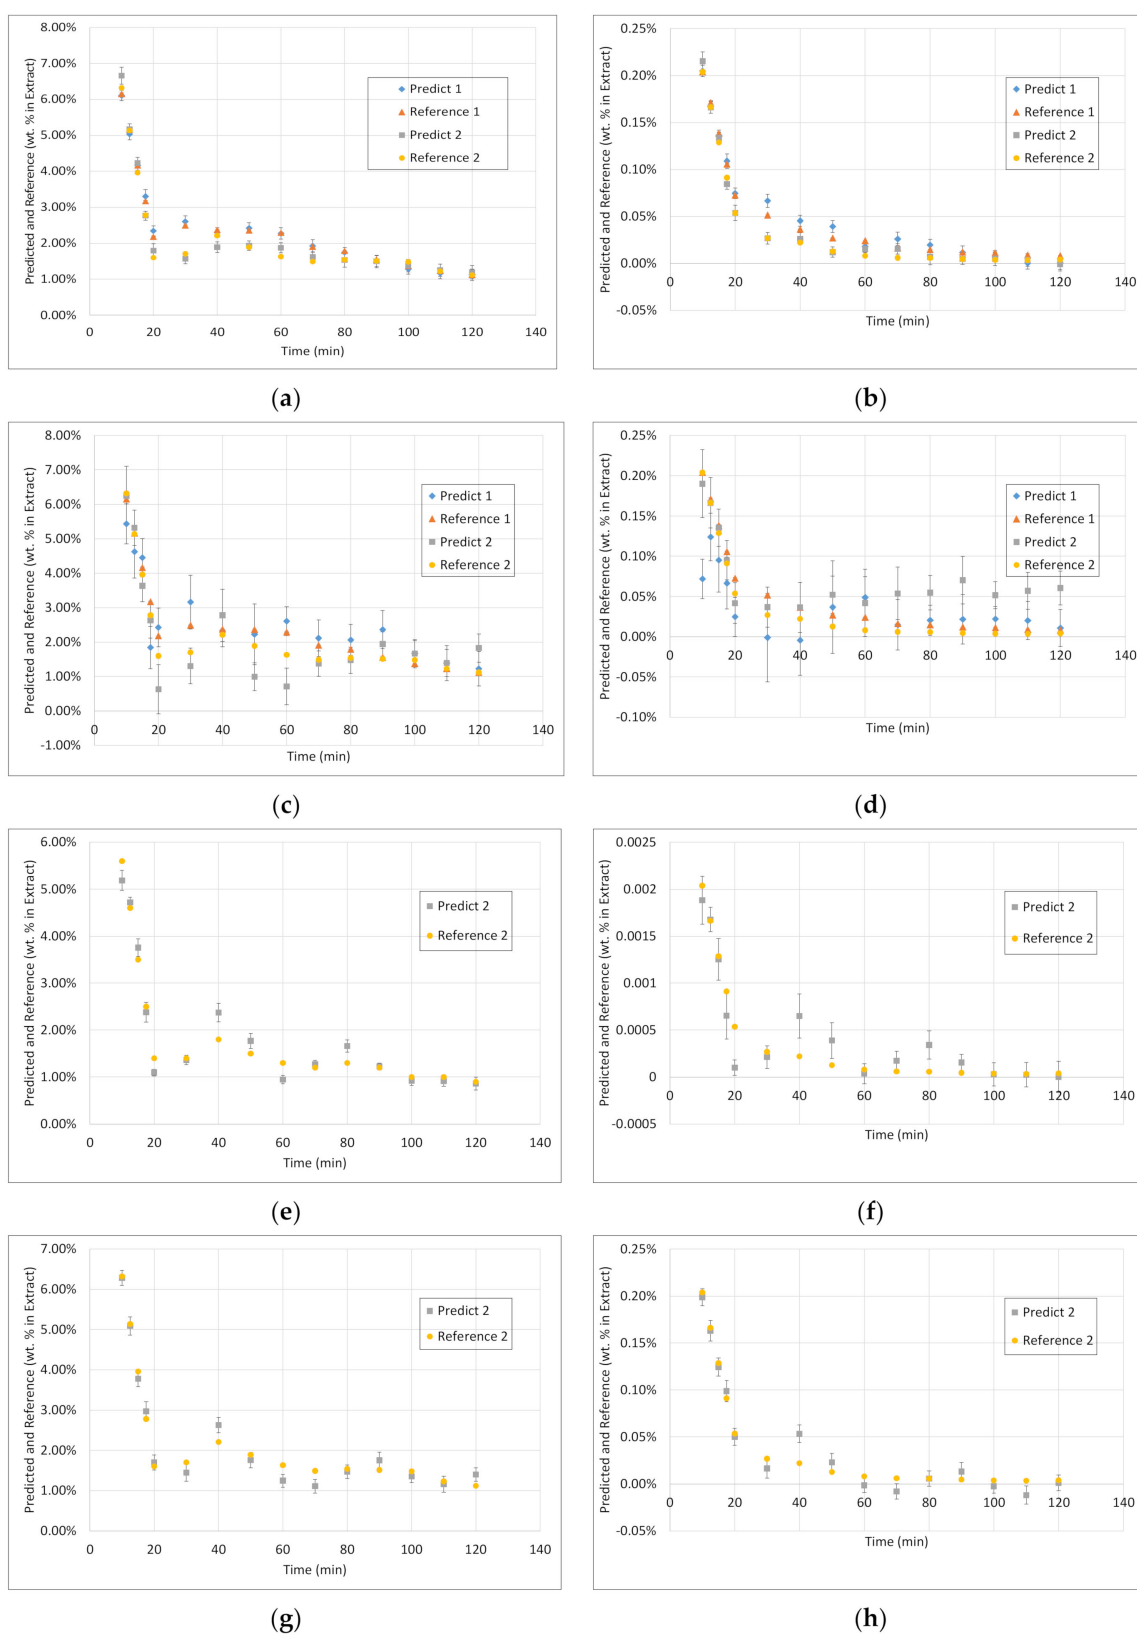 8.00%
7.00%
6.00%
5.00%
4.00%
3.00%
2.00%
1.00%
0.00%
Predicted and Reference (wt. % in Extract)
Predict 1
Reference 1
Predict 2
Reference 2
0 20 40 60 80 100 120 140
Time (min)
(a)
0.25%
0.20%
0.15%
0.10%
0.05%
0.00%
-0.05%
Predicted and Reference (wt. % in Extract)
Predict 1
Reference 1
Predict 2
Reference 2
0 20 40 60 80 100 120 140
Time (min)
(b)
8.00%
7.00%
6.00%
5.00%
4.00%
3.00%
2.00%
1.00%
0.00%
-1.00%
Predicted and Reference (wt. % in Extract)
Predict 1
Reference 1
Predict 2
Reference 2
0 20 40 60 80 100 120 140
Time (min)
(c)
0.25%
0.20%
0.15%
0.10%
0.05%
0.00%
-0.05%
-0.10%
Predicted and Reference (wt. % in Extract)
Predict 1
Reference 1
Predict 2
Reference 2
0 20 40 60 80 100 120 140
Time (min)
(d)
6.00%
5.00%
4.00%
3.00%
2.00%
1.00%
0.00%
Predicted and Reference (wt. % in Extract)
Predict 2
Reference 2
0 20 40 60 80 100 120 140
Time (min)
(e)
0.0025
0.002
0.0015
0.001
0.0005
0
-0.0005
Predicted and Reference (wt. % in Extract)
Predict 2
Reference 2
0 20 40 60 80 100 120 140
Time (min)
(f)
7.00%
6.00%
5.00%
4.00%
3.00%
2.00%
1.00%
0.00%
Predicted and Reference (wt. % in Extract)
Predict 2
Reference 2
0 20 40 60 80 100 120 140
Time (min)
(g)
0.25%
0.20%
0.15%
0.10%
0.05%
0.00%
-0.05%
Predicted and Reference (wt. % in Extract)
Predict 2
Reference 2
0 20 40 60 80 100 120 140
Time (min)
(h)